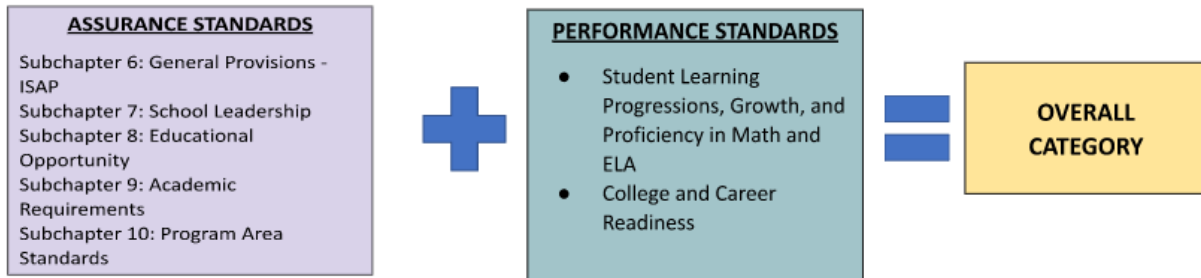 ASSURANCE STANDARDS
Subchapter 6: General Provisions -
ISAP
Subchapter 7: School Leadership
Subchapter 8: Educational
Opportunity
Subchapter 9: Academic
Requirements
Subchapter 10: Program Area
Standards
PERFORMANCE STANDARDS
● Student Learning
Progressions, Growth, and
Proficiency in Math and
ELA
● College and Career
Readiness
OVERALL
CATEGORY